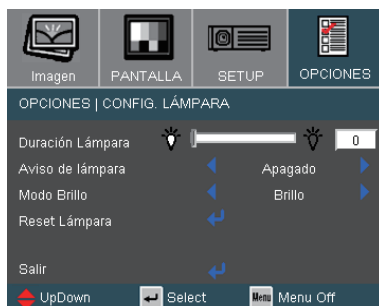 Imagen PANTALLA SETUP OPCIONES
OPCIONES | CONFIG. LÁMPARA
Duración Lámpara 0
Aviso de lámpara Apagado
Modo Brillo Brillo
Reset Lámpara
Salir
UpDown Select Menu Menu Off